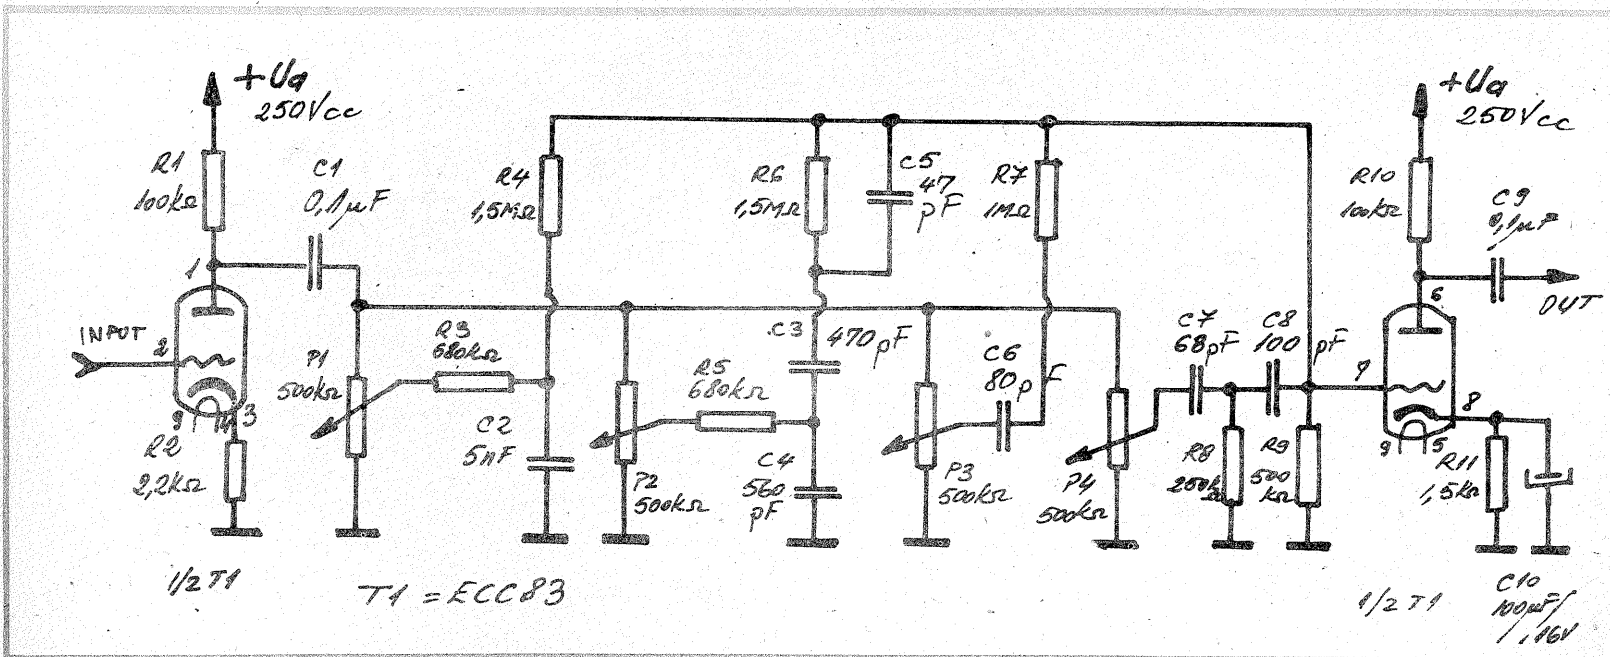 +Ua
250Vcc
R1
100kΩ
C1
0,1µF
1
INPUT
2
3
9
4
R2
2,2kΩ
1/2 T1
T1 = ECC83
P1
500kΩ
R3
680kΩ
R4
1,5MΩ
C2
5nF
P2
500kΩ
R5
680kΩ
R6
1,5MΩ
C5
47
pF
C3
470pF
C4
560
pF
R7
1MΩ
C6
80pF
P3
500kΩ
P4
500kΩ
C7
68pF
C8
100 pF
R8
250kΩ
R9
500
kΩ
+Ua
250Vcc
R10
100kΩ
C9
0,1µF
OUT
6
7
8
9
5
R11
1,5kΩ
C10
100µF/
16V
1/2 T1